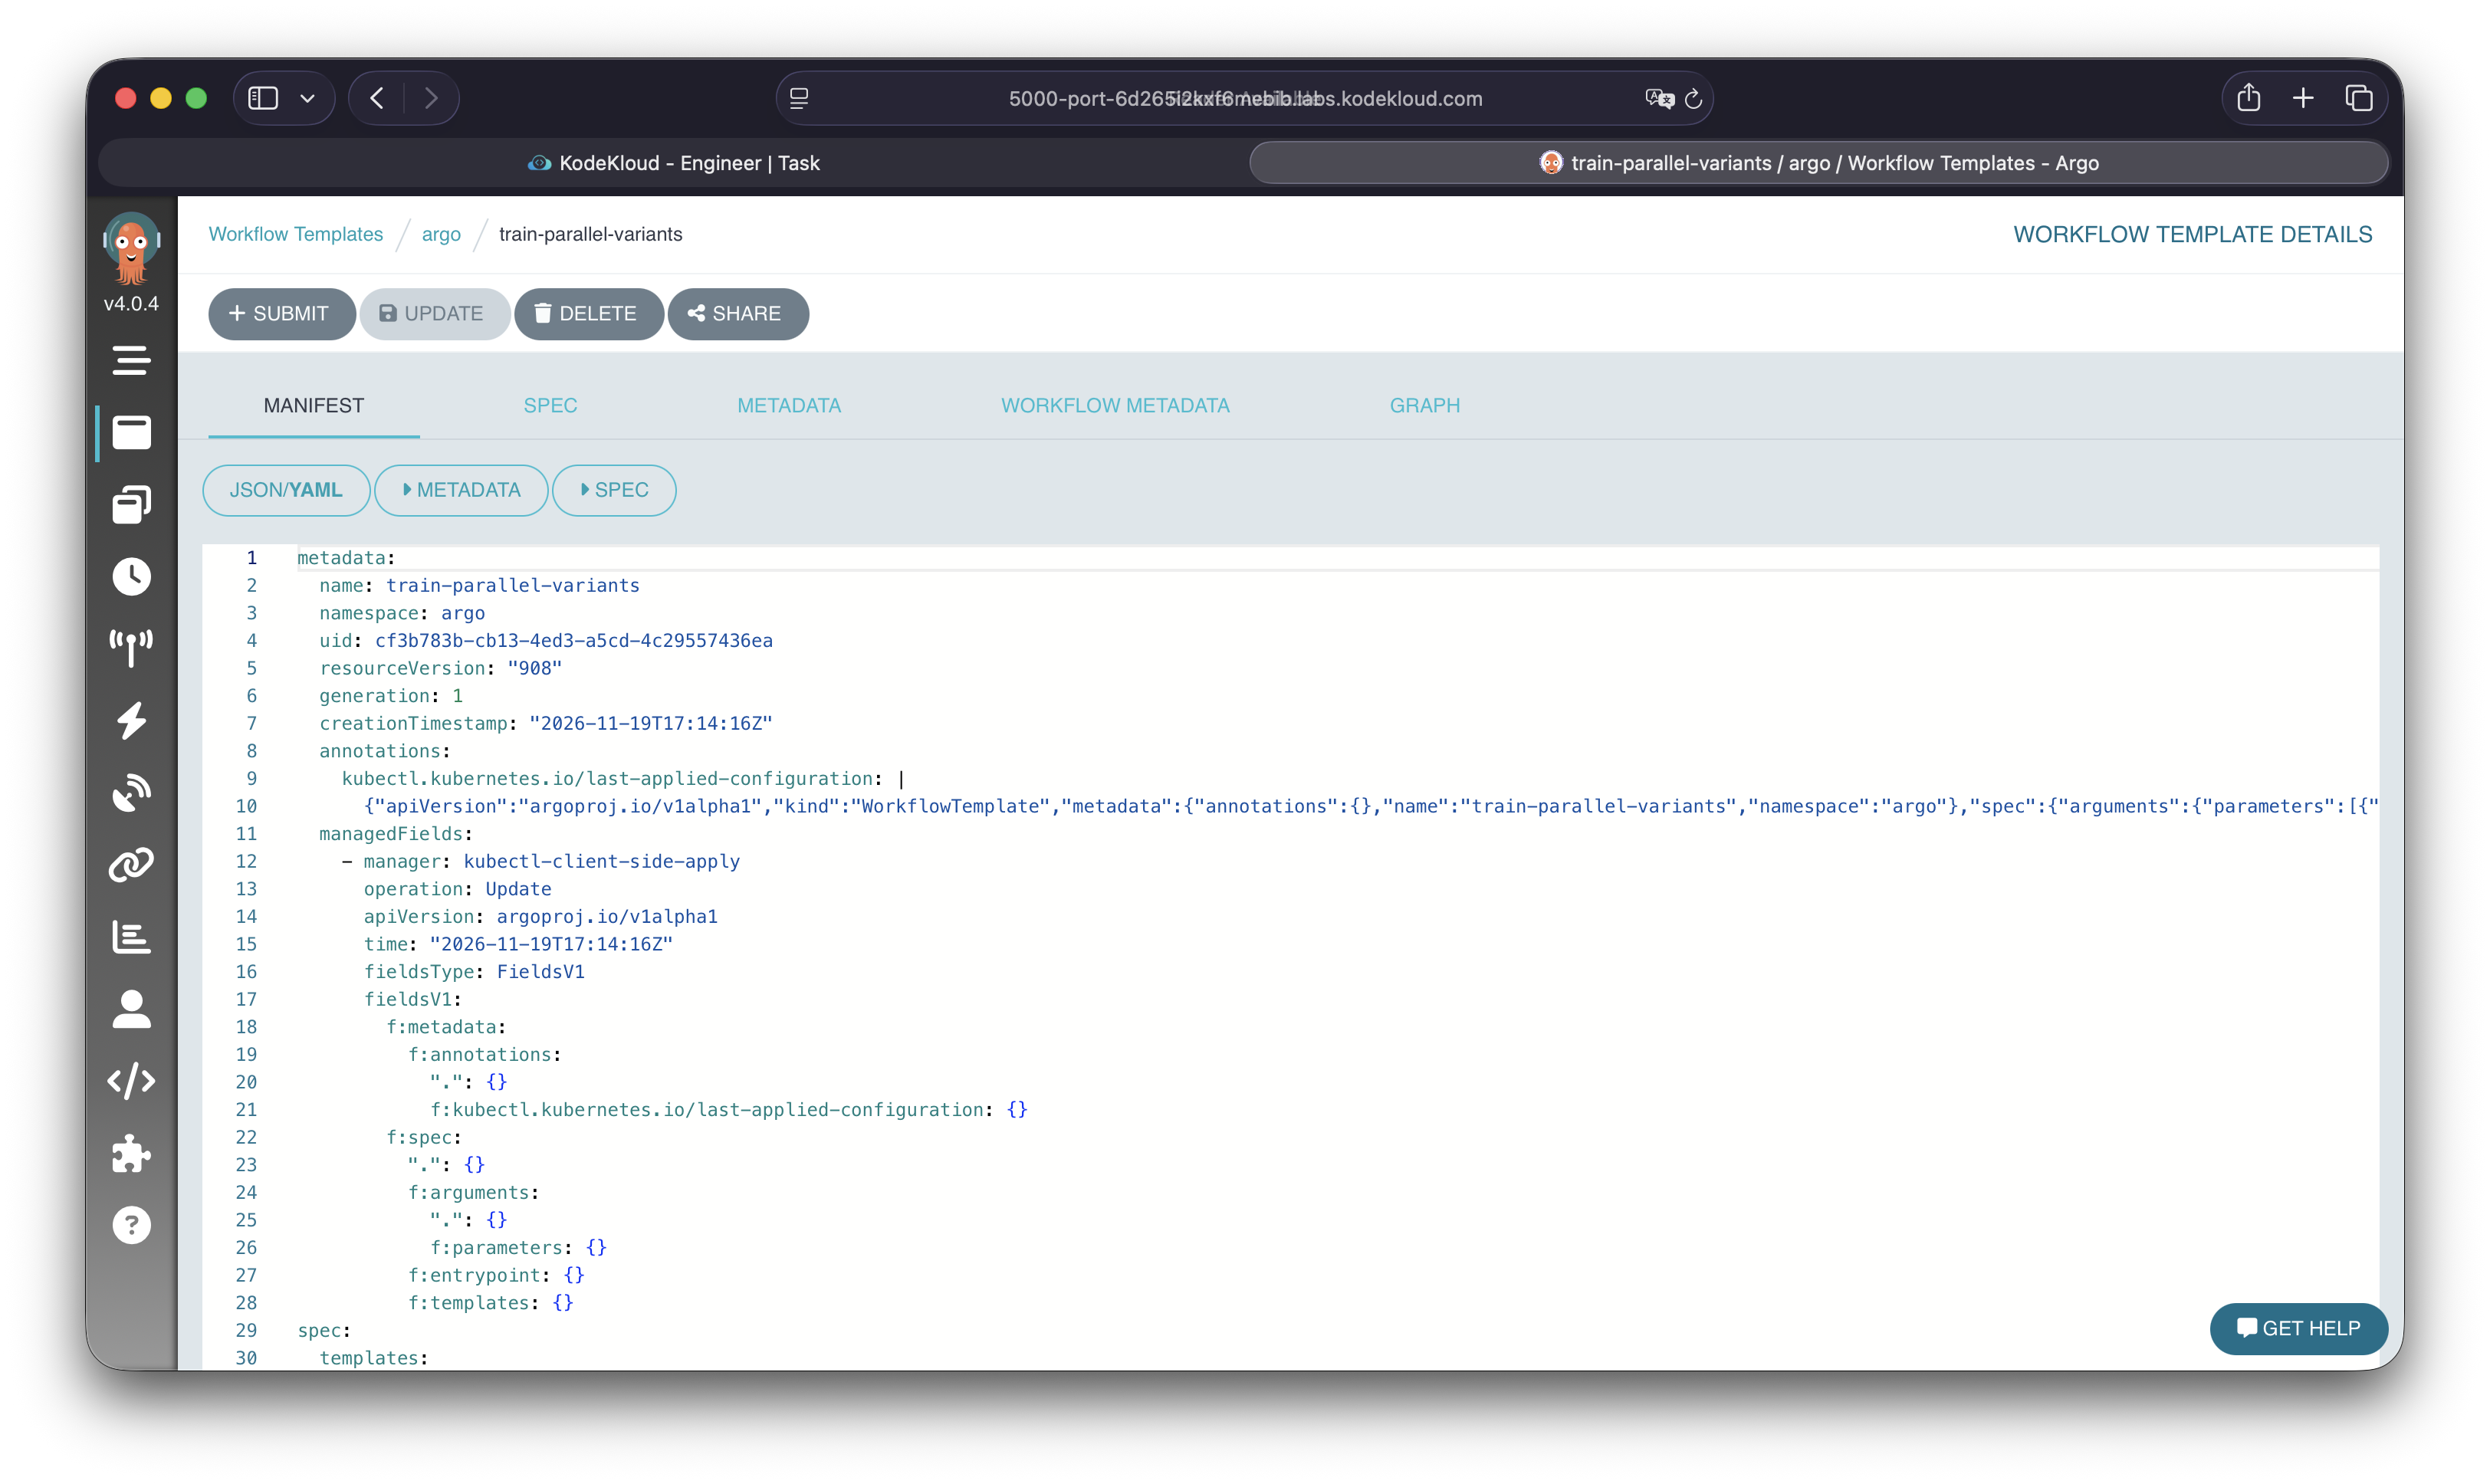 5000-port-6d265i2kxf6mvbib.labs.kodekloud.com
KodeKloud - Engineer | Task
train-parallel-variants / argo / Workflow Templates - Argo
v4.0.4
Workflow Templates / argo / train-parallel-variants
WORKFLOW TEMPLATE DETAILS
+ SUBMIT UPDATE DELETE SHARE
MANIFEST SPEC METADATA WORKFLOW METADATA GRAPH
JSON/YAML METADATA SPEC
1 metadata:
2 name: train-parallel-variants
3 namespace: argo
4 uid: cf3b783b-cb13-4ed3-a5cd-4c29557436ea
5 resourceVersion: "908"
6 generation: 1
7 creationTimestamp: "2026-11-19T17:14:16Z"
8 annotations:
9 kubectl.kubernetes.io/last-applied-configuration: |
10 {"apiVersion":"argoproj.io/v1alpha1","kind":"WorkflowTemplate","metadata":{"annotations":{},"name":"train-parallel-variants","namespace":"argo"},"spec":{"arguments":{"parameters":[{"
11 managedFields:
12 - manager: kubectl-client-side-apply
13 operation: Update
14 apiVersion: argoproj.io/v1alpha1
15 time: "2026-11-19T17:14:16Z"
16 fieldsType: FieldsV1
17 fieldsV1:
18 f:metadata:
19 f:annotations:
20 ".": {}
21 f:kubectl.kubernetes.io/last-applied-configuration: {}
22 f:spec:
23 ".": {}
24 f:arguments:
25 ".": {}
26 f:parameters: {}
27 f:entrypoint: {}
28 f:templates: {}
29 spec:
30 templates:
GET HELP